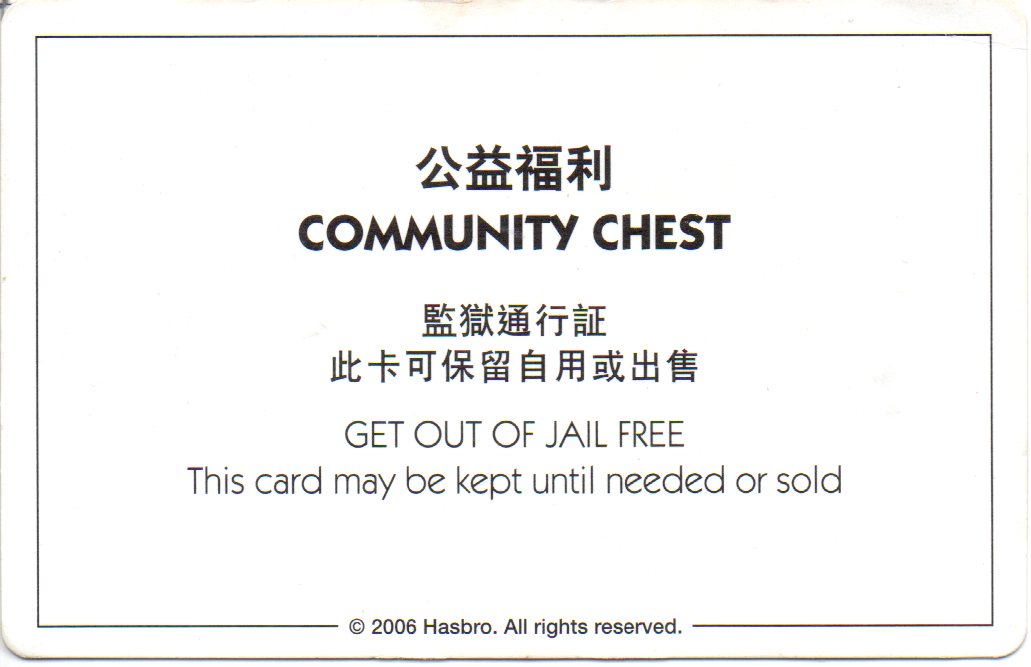 公益福利
COMMUNITY CHEST
監獄通行証
此卡可保留自用或出售
GET OUT OF JAIL FREE
This card may be kept until needed or sold
© 2006 Hasbro. All rights reserved.